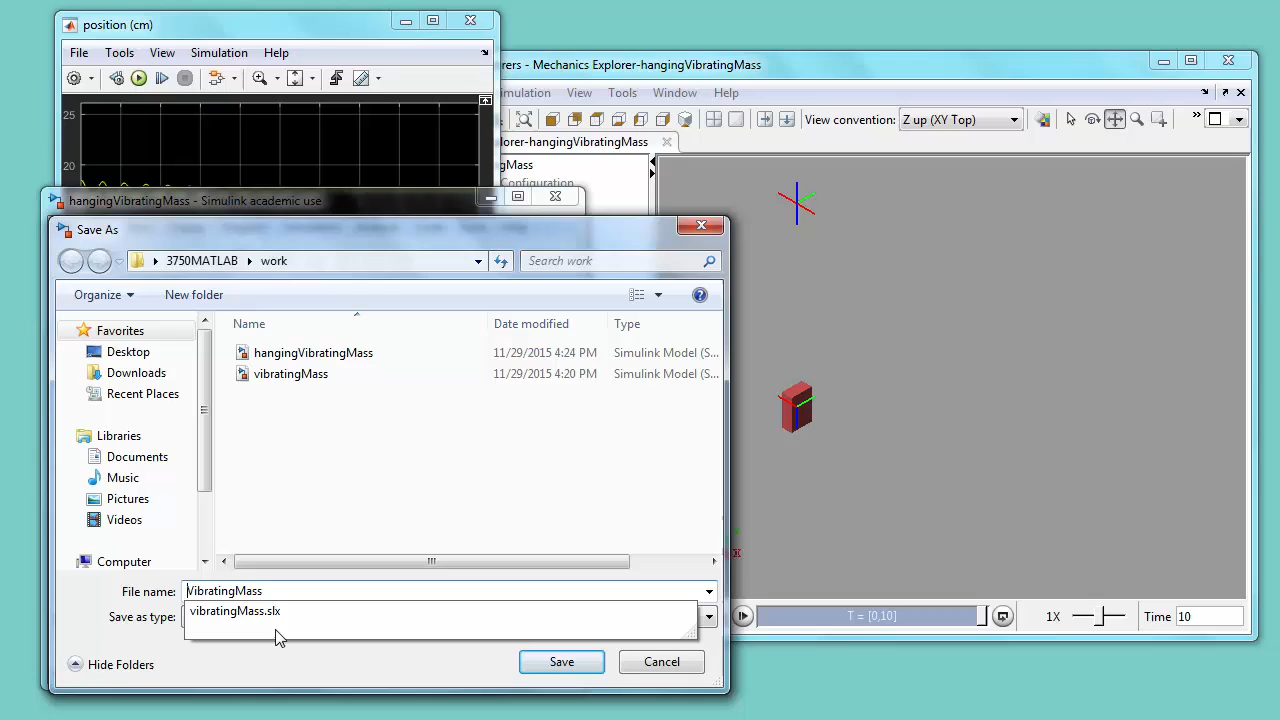 position (cm)
File Tools View Simulation Help
25
20
rers - Mechanics Explorer-hangingVibratingMass
mulation View Tools Window Help
View convention: Z up (XY Top)
lorer-hangingVibratingMass
ngMass
Configuration
hangingVibratingMass - Simulink academic use
Save As
3750MATLAB work
Search work
Organize New folder
Name Date modified Type
hangingVibratingMass 11/29/2015 4:24 PM Simulink Model (S...
vibratingMass 11/29/2015 4:20 PM Simulink Model (S...
Favorites
Desktop
Downloads
Recent Places
Libraries
Documents
Music
Pictures
Videos
Computer
File name: VibratingMass
vibratingMass.slx
Save as type:
Hide Folders
Save
Cancel
T = [0,10]
1X
Time 10